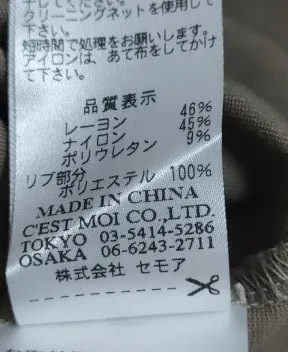 クリーニングネットを使用して
下さい。
短時間で処理をお願いします。
アイロンは、あて布をしてかけ
て下さい。
品質表示
レーヨン 46%
ナイロン 45%
ポリウレタン 9%
リブ部分
ポリエステル 100%
MADE IN CHINA
C'EST MOI CO.,LTD.
TOKYO 03-5414-5286
OSAKA 06-6243-2711
株式会社 セモア